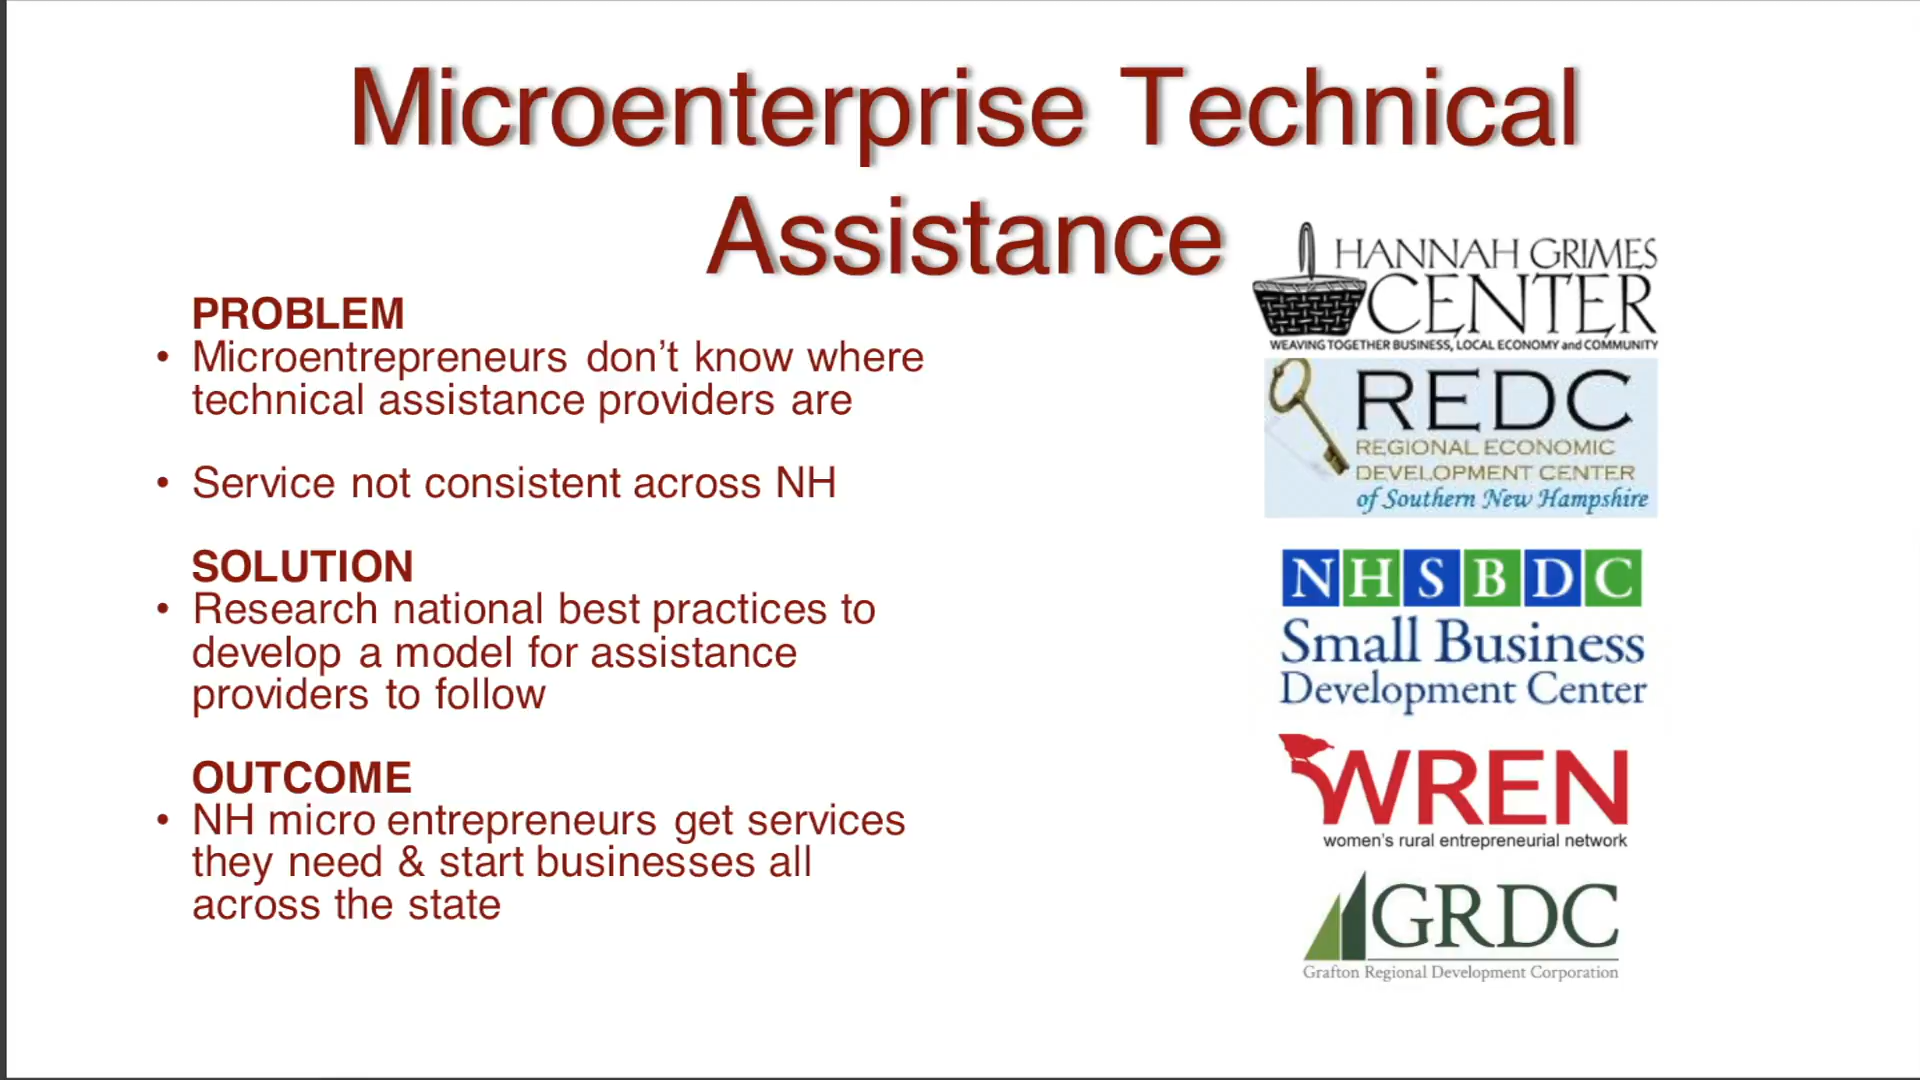 Microenterprise Technical
Assistance
PROBLEM
• Microentrepreneurs don’t know where
technical assistance providers are
• Service not consistent across NH
SOLUTION
• Research national best practices to
develop a model for assistance
providers to follow
OUTCOME
• NH micro entrepreneurs get services
they need & start businesses all
across the state
HANNAH GRIMES
CENTER
WEAVING TOGETHER BUSINESS, LOCAL ECONOMY and COMMUNITY
REDC
REGIONAL ECONOMIC
DEVELOPMENT CENTER
of Southern New Hampshire
NHSBDC
Small Business
Development Center
WREN
women’s rural entrepreneurial network
GRDC
Grafton Regional Development Corporation